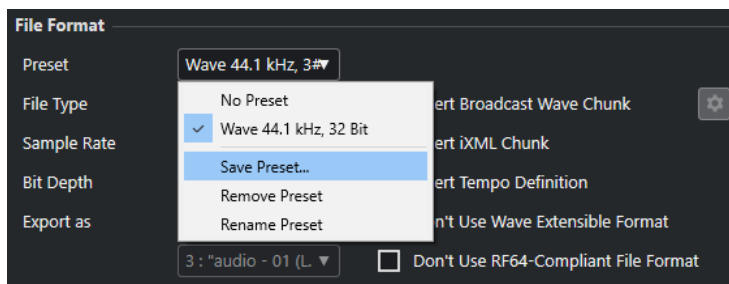 File Format
Preset
Wave 44.1 kHz, 3
File Type
No Preset
ert Broadcast Wave Chunk
Sample Rate
Wave 44.1 kHz, 32 Bit
ert iXML Chunk
Bit Depth
Save Preset...
ert Tempo Definition
Remove Preset
Export as
Rename Preset
n't Use Wave Extensible Format
3 : "audio - 01 (L.
Don't Use RF64-Compliant File Format